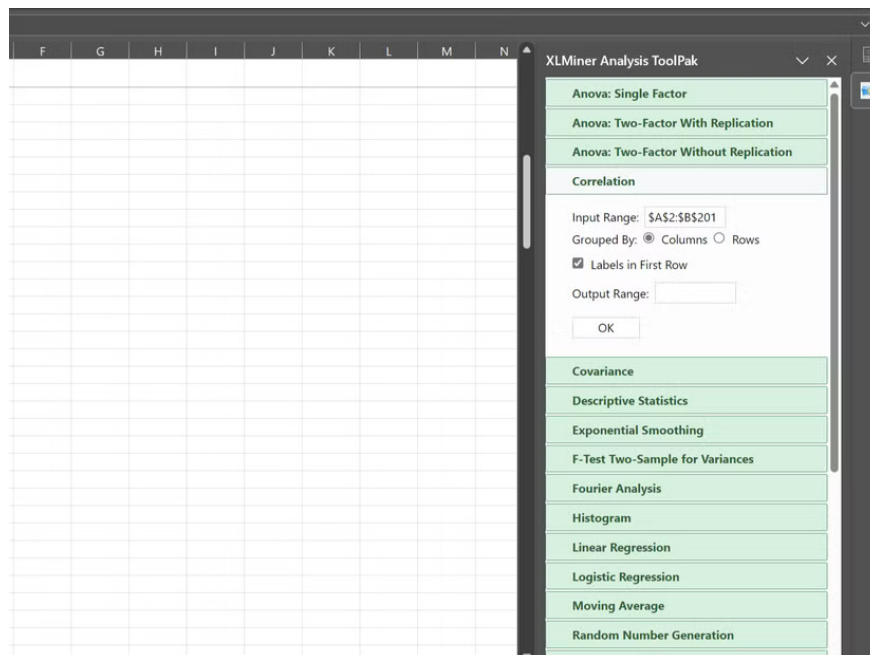 F G H I J K L M N
XLMiner Analysis ToolPak
Anova: Single Factor
Anova: Two-Factor With Replication
Anova: Two-Factor Without Replication
Correlation
Input Range: $A$2:$B$201
Grouped By: Columns Rows
Labels in First Row
Output Range:
OK
Covariance
Descriptive Statistics
Exponential Smoothing
F-Test Two-Sample for Variances
Fourier Analysis
Histogram
Linear Regression
Logistic Regression
Moving Average
Random Number Generation